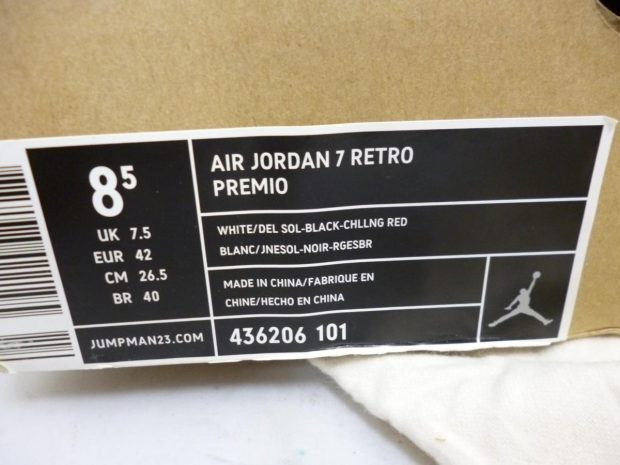 8⁵
UK 7.5
EUR 42
CM 26.5
BR 40
JUMPMAN23.COM
AIR JORDAN 7 RETRO
PREMIO
WHITE/DEL SOL-BLACK-CHLLNG RED
BLANC/JNESOL-NOIR-RGESBR
MADE IN CHINA/FABRIQUE EN
CHINE/HECHO EN CHINA
436206 101